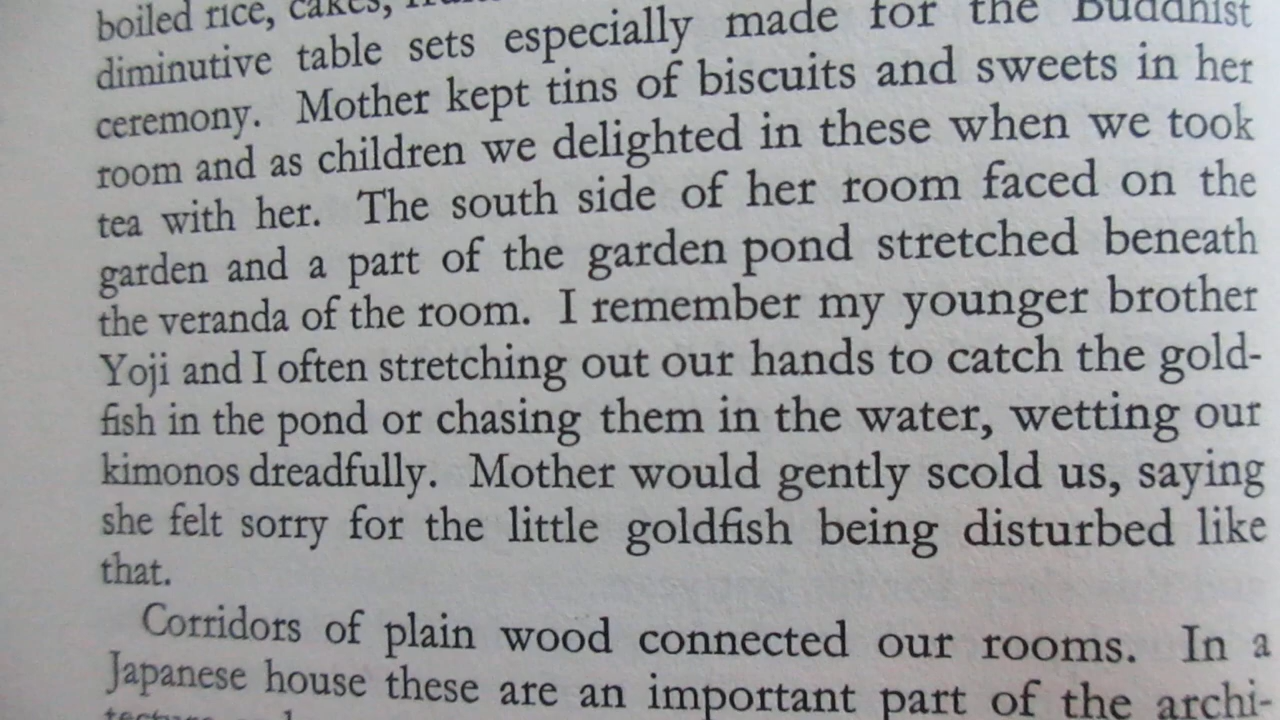 boiled rice, cakes,
diminutive table sets especially made for the Buddhist
ceremony. Mother kept tins of biscuits and sweets in her
room and as children we delighted in these when we took
tea with her. The south side of her room faced on the
garden and a part of the garden pond stretched beneath
the veranda of the room. I remember my younger brother
Yoji and I often stretching out our hands to catch the gold-
fish in the pond or chasing them in the water, wetting our
kimonos dreadfully. Mother would gently scold us, saying
she felt sorry for the little goldfish being disturbed like
that.
Corridors of plain wood connected our rooms. In a
Japanese house these are an important part of the archi-